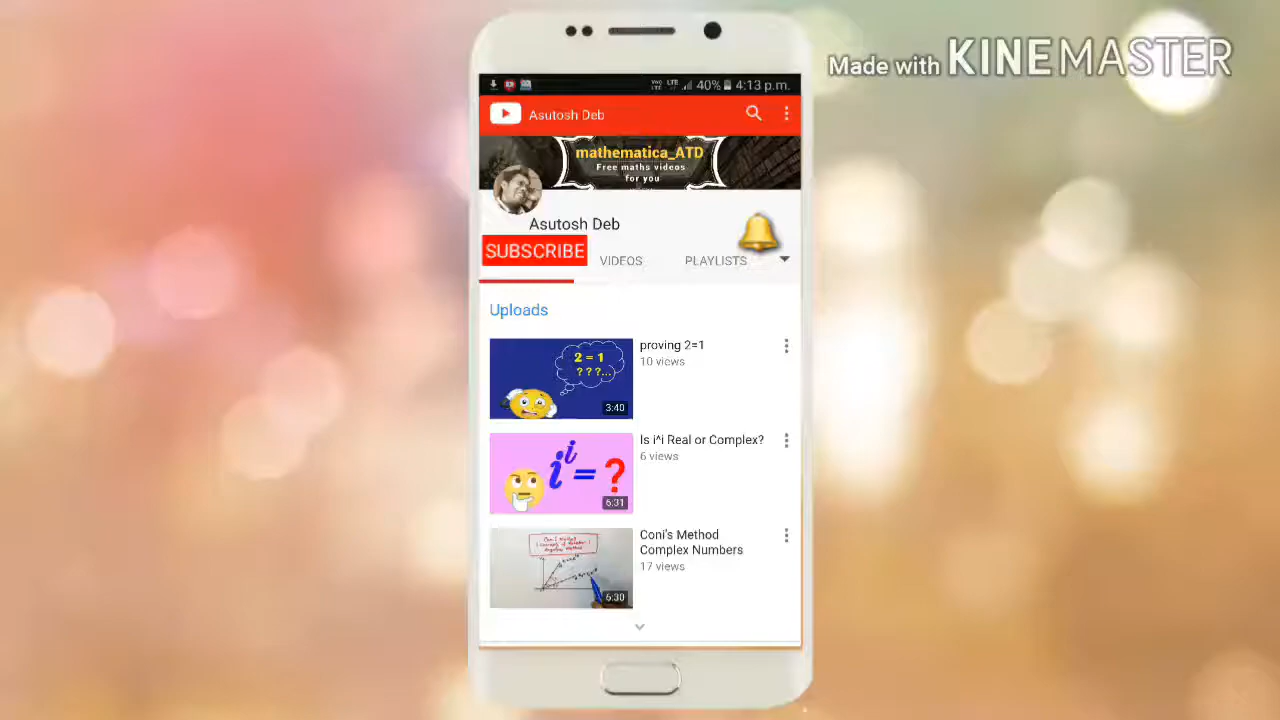 Made with KINEMASTER
LTE 40% 4:13 p.m.
Asutosh Deb
mathematica_ATD
Free maths videos
for you
Asutosh Deb
SUBSCRIBE
VIDEOS
PLAYLISTS
Uploads
2 = 1
? ? ?...
3:40
proving 2=1
10 views
i^i = ?
6:31
Is i^i Real or Complex?
6 views
6:30
Coni's Method
Complex Numbers
17 views